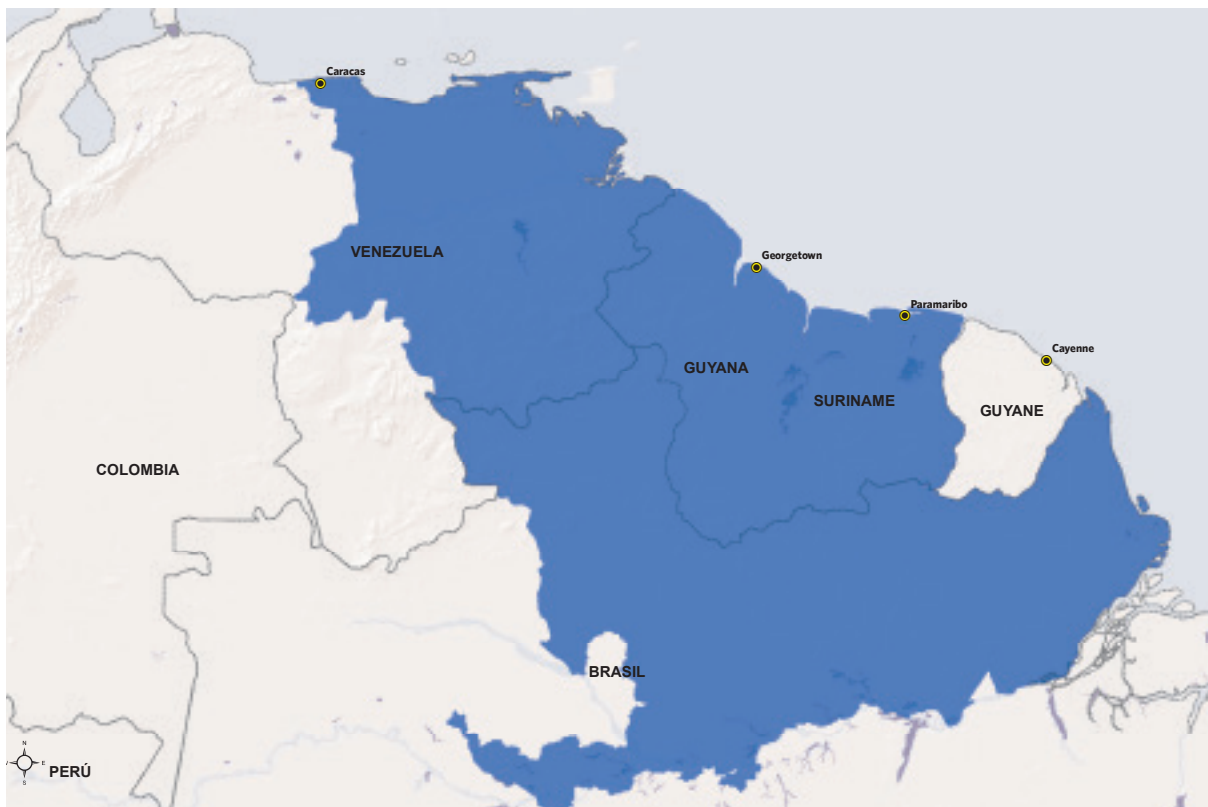 Caracas
VENEZUELA
Georgetown
Paramaribo
Cayenne
GUYANA
SURINAME
GUYANE
COLOMBIA
BRASIL
N
E
S
PERÚ